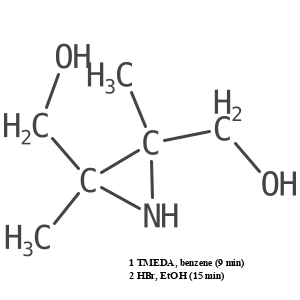 OH
H3C
H2C
H2
C
C
OH
C
NH
H3C
1 TMEDA, benzene (9 min)
2 HBr, EtOH (15 min)